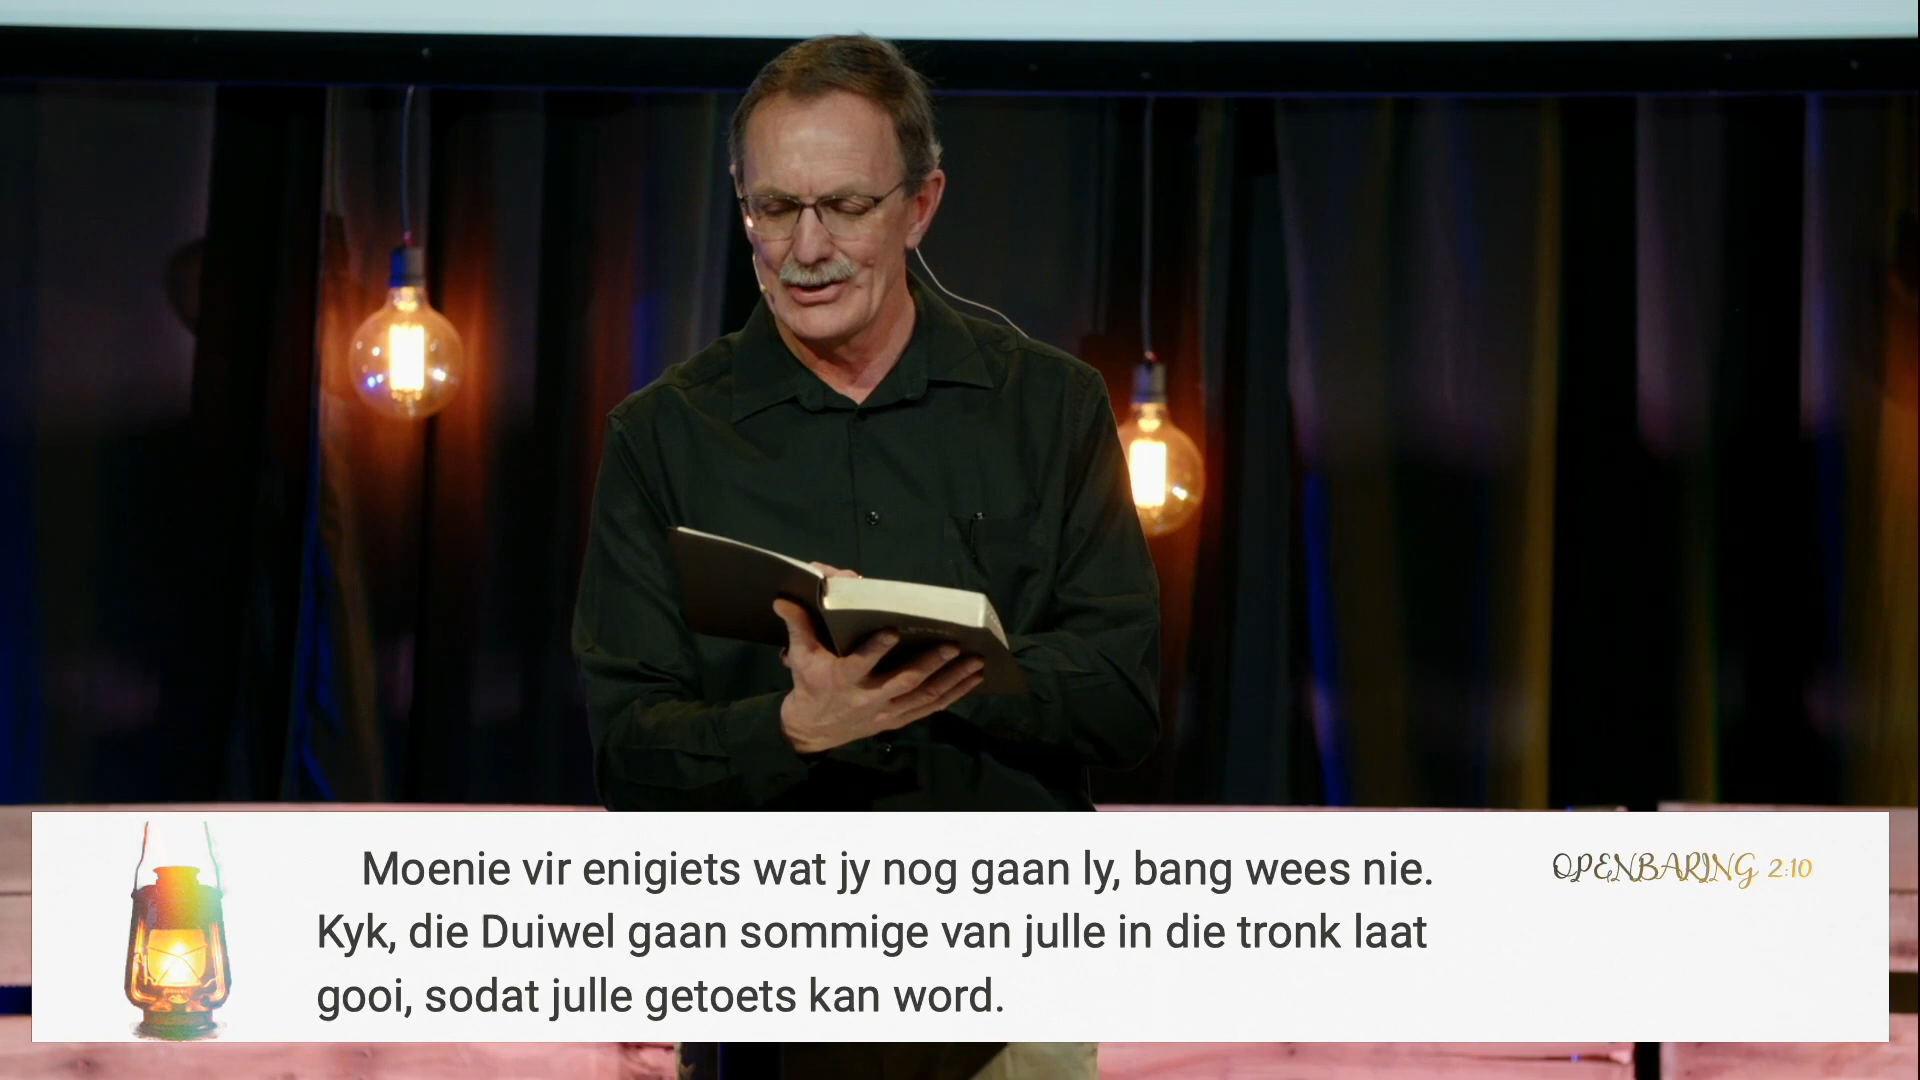 Moenie vir enigiets wat jy nog gaan ly, bang wees nie.
Kyk, die Duiwel gaan sommige van julle in die tronk laat
gooi, sodat julle getoets kan word.
OPENBARING 2:10